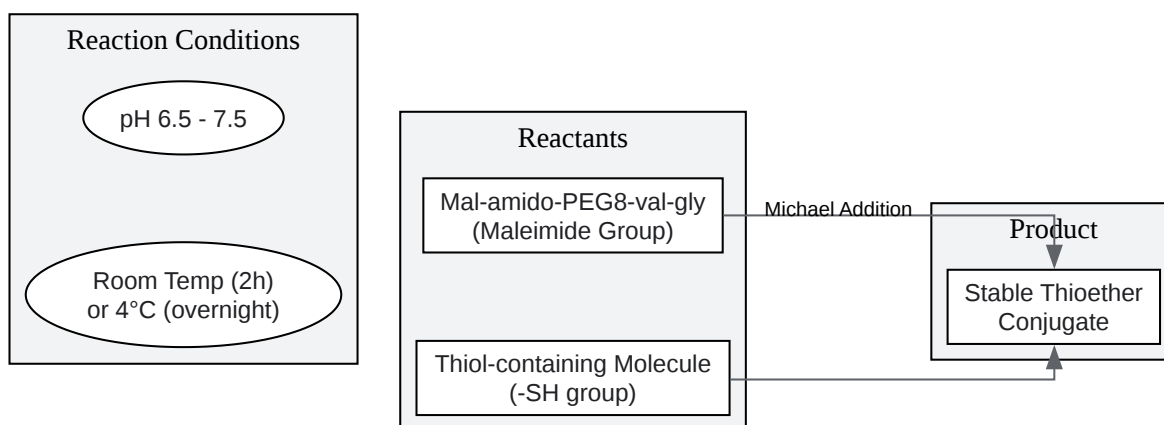 Reaction Conditions
pH 6.5 - 7.5
Room Temp (2h)
or 4°C (overnight)
Reactants
Mal-amido-PEG8-val-gly
(Maleimide Group)
Thiol-containing Molecule
(-SH group)
Michael Addition
Product
Stable Thioether
Conjugate